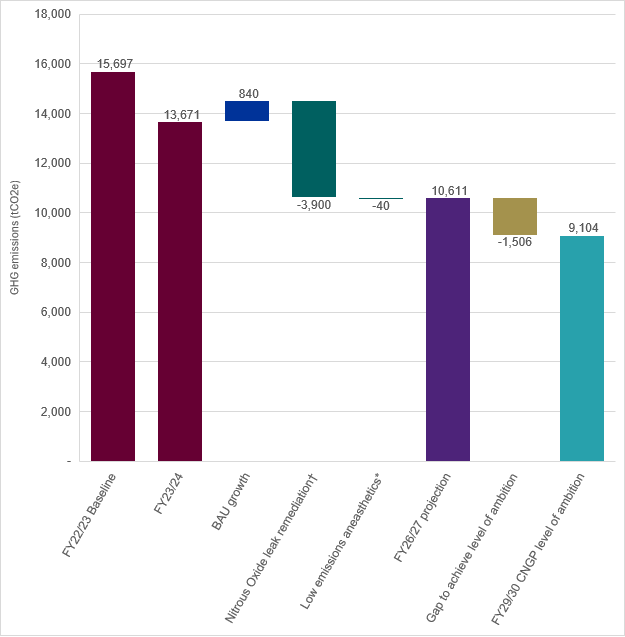 18,000
16,000
14,000
12,000
10,000
8,000
6,000
4,000
2,000
-
GHG emissions (tCO2e)
15,697
13,671
840
-3,900
-40
10,611
-1,506
9,104
FY22/23 Baseline
FY23/24
BAU growth
Nitrous Oxide leak remediation†
Low emissions aneasthetics*
FY26/27 projection
Gap to achieve level of ambition
FY29/30 CNGP level of ambition